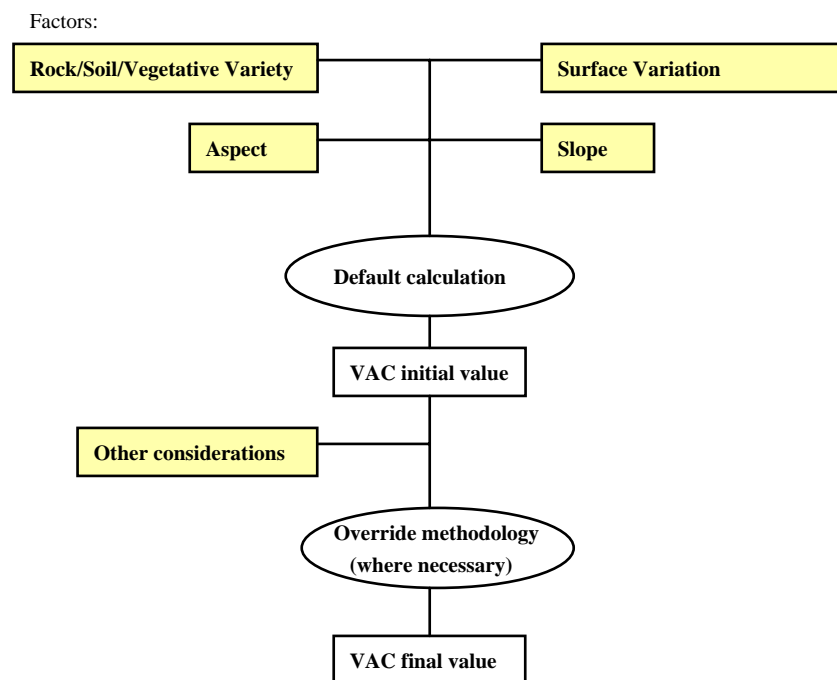 Factors:
Rock/Soil/Vegetative Variety
Surface Variation
Aspect
Slope
Default calculation
VAC initial value
Other considerations
Override methodology
(where necessary)
VAC final value